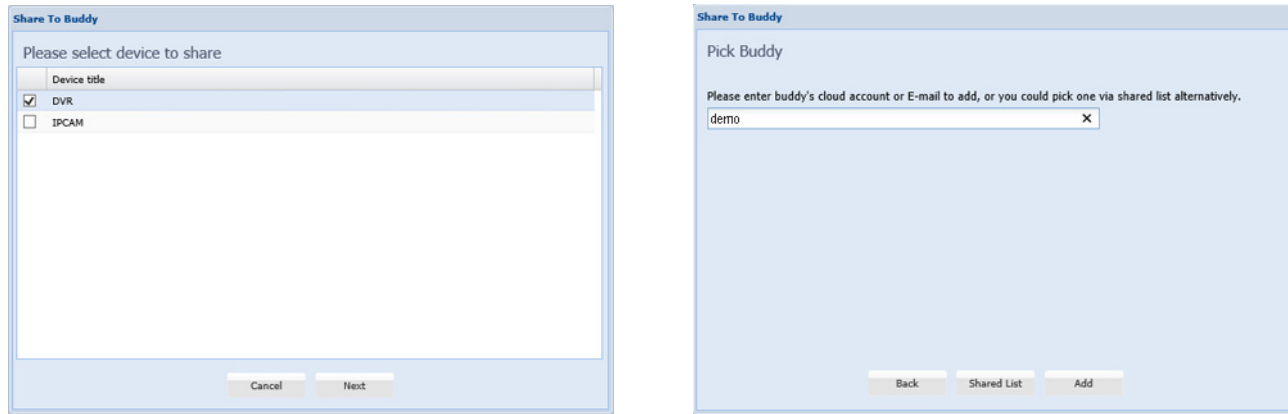 Share To Buddy
Please select device to share
Device title
DVR
IPCAM
Cancel Next
Share To Buddy
Pick Buddy
Please enter buddy's cloud account or E-mail to add, or you could pick one via shared list alternatively.
demo
Back Shared List Add